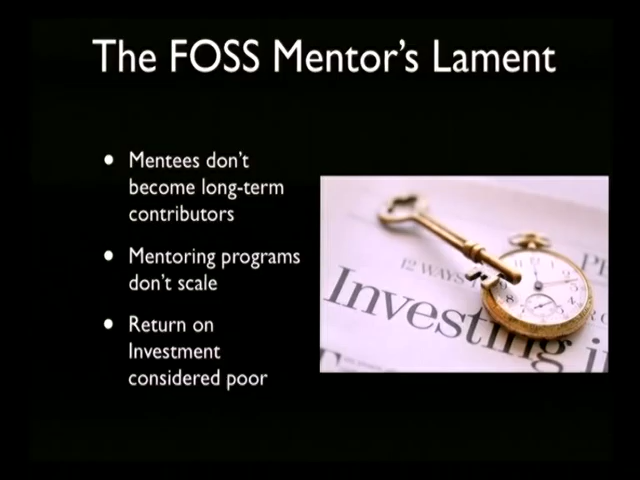 The FOSS Mentor's Lament
• Mentees don't
become long-term
contributors
• Mentoring programs
don't scale
• Return on
Investment
considered poor
12 WAYS
Investing i